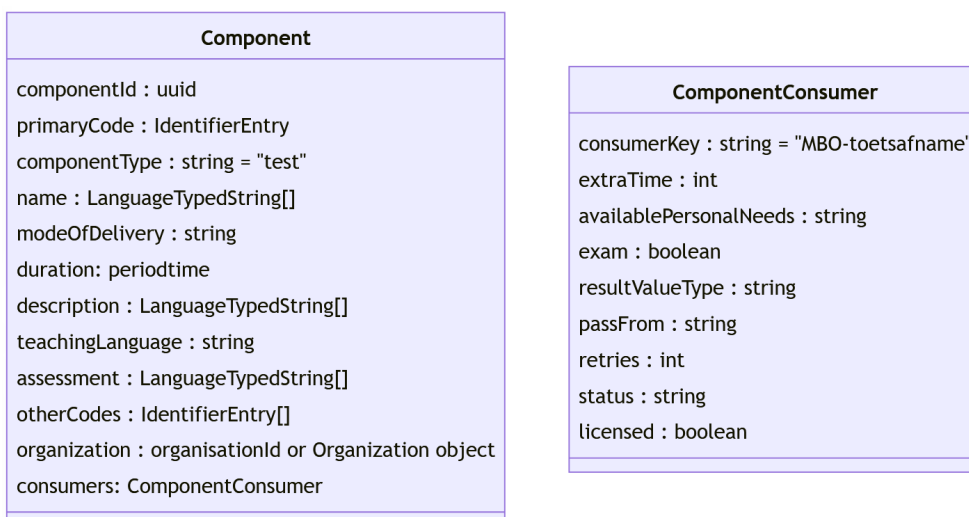 Component
componentId : uuid
primaryCode : IdentifierEntry
componentType : string = "test"
name : LanguageTypedString[]
modeOfDelivery : string
duration: periodtime
description : LanguageTypedString[]
teachingLanguage : string
assessment : LanguageTypedString[]
otherCodes : IdentifierEntry[]
organization : organisationId or Organization object
consumers: ComponentConsumer
ComponentConsumer
consumerKey : string = "MBO-toetsafname"
extraTime : int
availablePersonalNeeds : string
exam : boolean
resultValueType : string
passFrom : string
retries : int
status : string
licensed : boolean